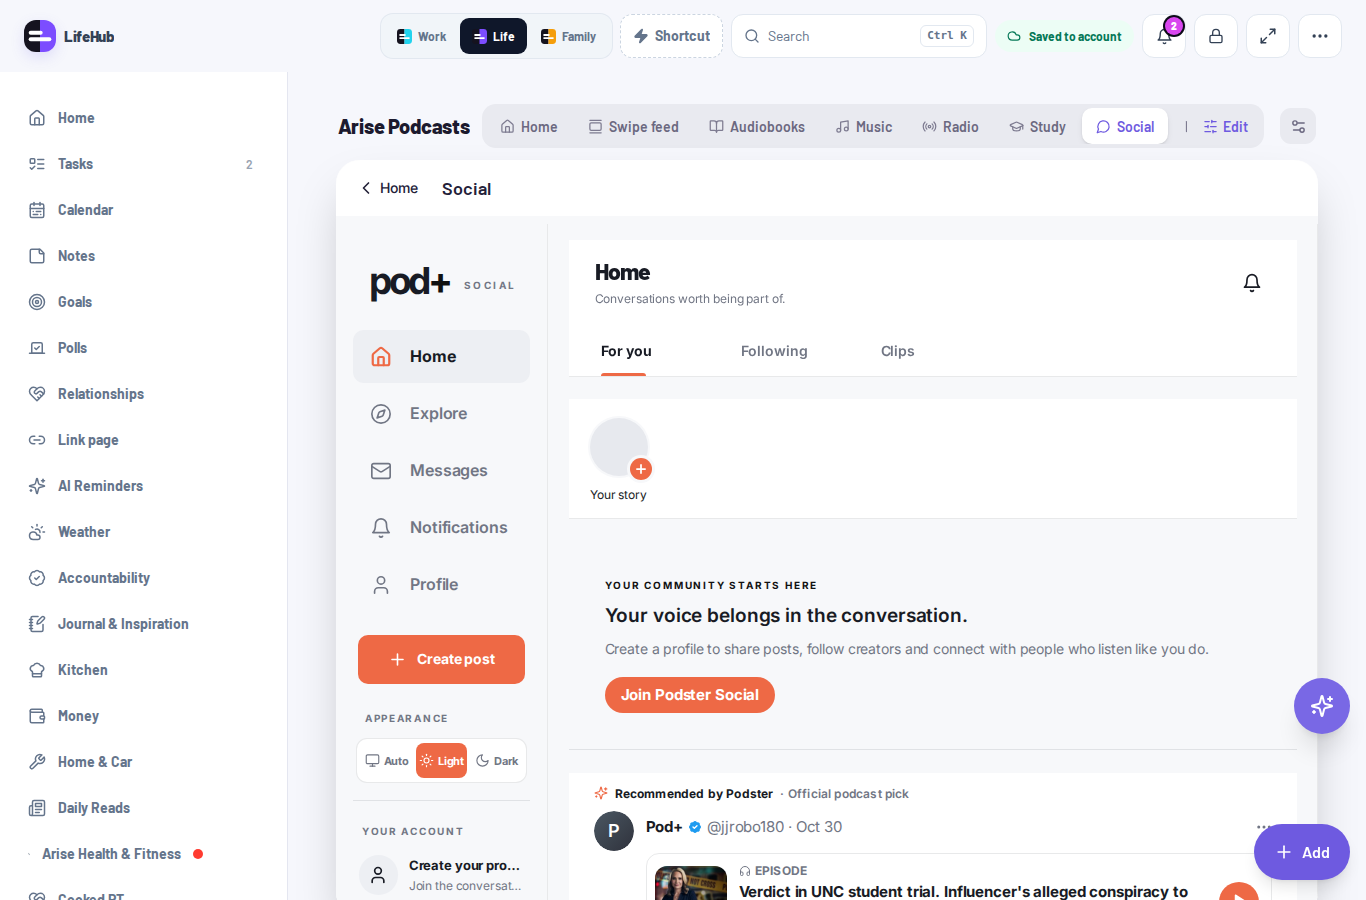 LifeHub
Work
Life
Family
Shortcut
Search
Ctrl K
Saved to account
2
Home
Tasks
2
Calendar
Notes
Goals
Polls
Relationships
Link page
AI Reminders
Weather
Accountability
Journal & Inspiration
Kitchen
Money
Home & Car
Daily Reads
Arise Health & Fitness
Cooked PT
Arise Podcasts
Home
Swipe feed
Audiobooks
Music
Radio
Study
Social
Edit
Home
Social
pod+ SOCIAL
Home
Explore
Messages
Notifications
Profile
Create post
APPEARANCE
Auto
Light
Dark
YOUR ACCOUNT
Create your pro...
Join the conversat...
Home
Conversations worth being part of.
For you
Following
Clips
Your story
YOUR COMMUNITY STARTS HERE
Your voice belongs in the conversation.
Create a profile to share posts, follow creators and connect with people who listen like you do.
Join Podster Social
Recommended by Podster · Official podcast pick
P
Pod+ @jjrobo180 · Oct 30
EPISODE
Verdict in UNC student trial. Influencer's alleged conspiracy to
Add